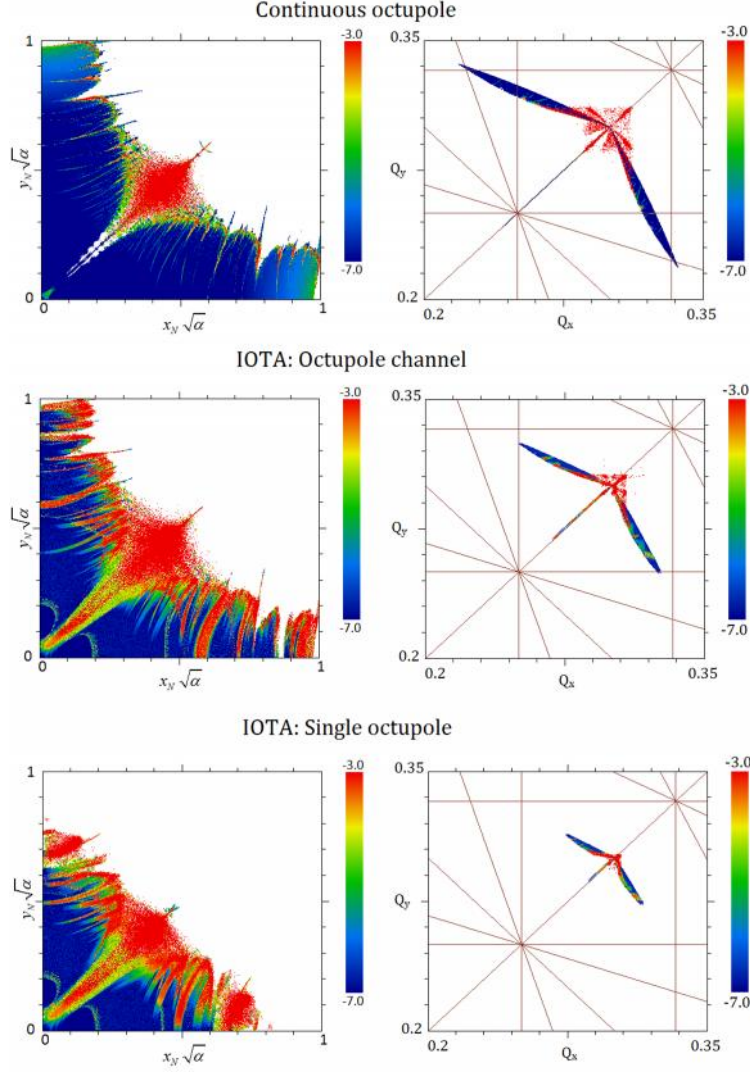 Continuous octupole
1
-3.0
y_N √α
-7.0
0
0
x_N √α
1
0.35
-3.0
Q_y
-7.0
0.2
0.2
Q_x
0.35
IOTA: Octupole channel
1
-3.0
y_N √α
-7.0
0
0
x_N √α
1
0.35
-3.0
Q_y
-7.0
0.2
0.2
Q_x
0.35
IOTA: Single octupole
1
-3.0
y_N √α
-7.0
0
0
x_N √α
1
0.35
-3.0
Q_y
-7.0
0.2
0.2
Q_x
0.35